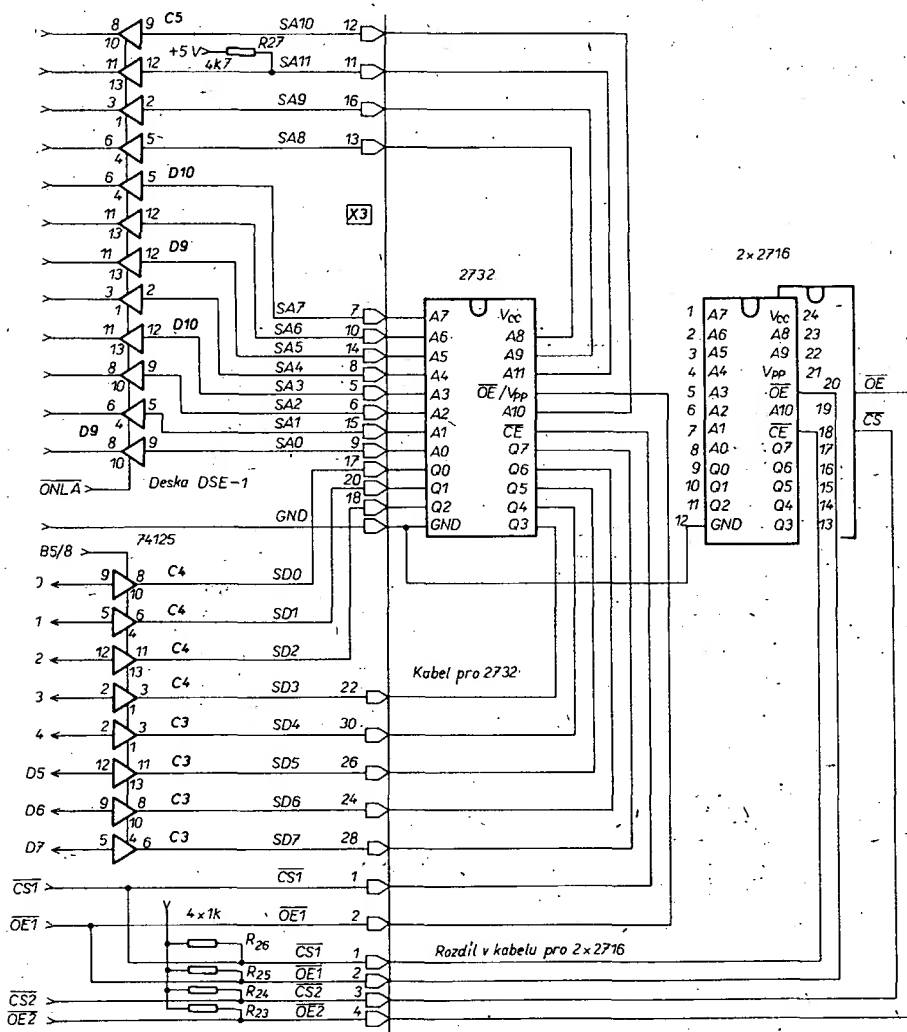 8 9 C5 SA10 12
10
+5 V R27
4k7
11 12 SA11 11
13
3 2 SA9 16
1
6 5 SA8 13
4
6 5 D10
4
X3
11 12
13
11 12 D9
13
3 2
1
11 12 D10
13
8 9
10
6 5
4
D9
8 9
10
ONLA
Deska DSE-1
SA7 7
SA6 10
SA5 14
SA4 8
SA3 5
SA2 6
SA1 15
SA0 9
17
20
18
GND
2732
A7 Vcc
A6 A8
A5 A9
A4 A11
A3 OE/Vpp
A2 A10
A1 CE
A0 Q7
Q0 Q6
Q1 Q5
Q2 Q4
GND Q3
2x2716
1 A7 Vcc 24
2 A6 A8 23
3 A5 A9 22
4 A4 Vpp 21
5 A3 OE 20
6 A2 A10 19
7 A1 CE 18
8 A0 Q7 17
9 Q0 Q6 16
10 Q1 Q5 15
11 Q2 Q4 14
12 GND Q3 13
OE
CS
B5/8
74125
9 8 C4 SD0
10
1 5 6 C4 SD1
4
2 12 11 C4 SD2
13
Kabel pro 2732
3 2 3 C4 SD3 22
1
4 2 3 C3 SD4 30
1
D5 12 11 C3 SD5 26
13
D6 9 8 C3 SD6 24
10
D7 5 4 6 C3 SD7 28
CS1 CS1 1
OE1 4x1k OE1 2
R26 CS1 1
Rozdíl v kabelu pro 2x2716
R25 OE1 2
CS2 R24 CS2 3
OE2 R23 OE2 4